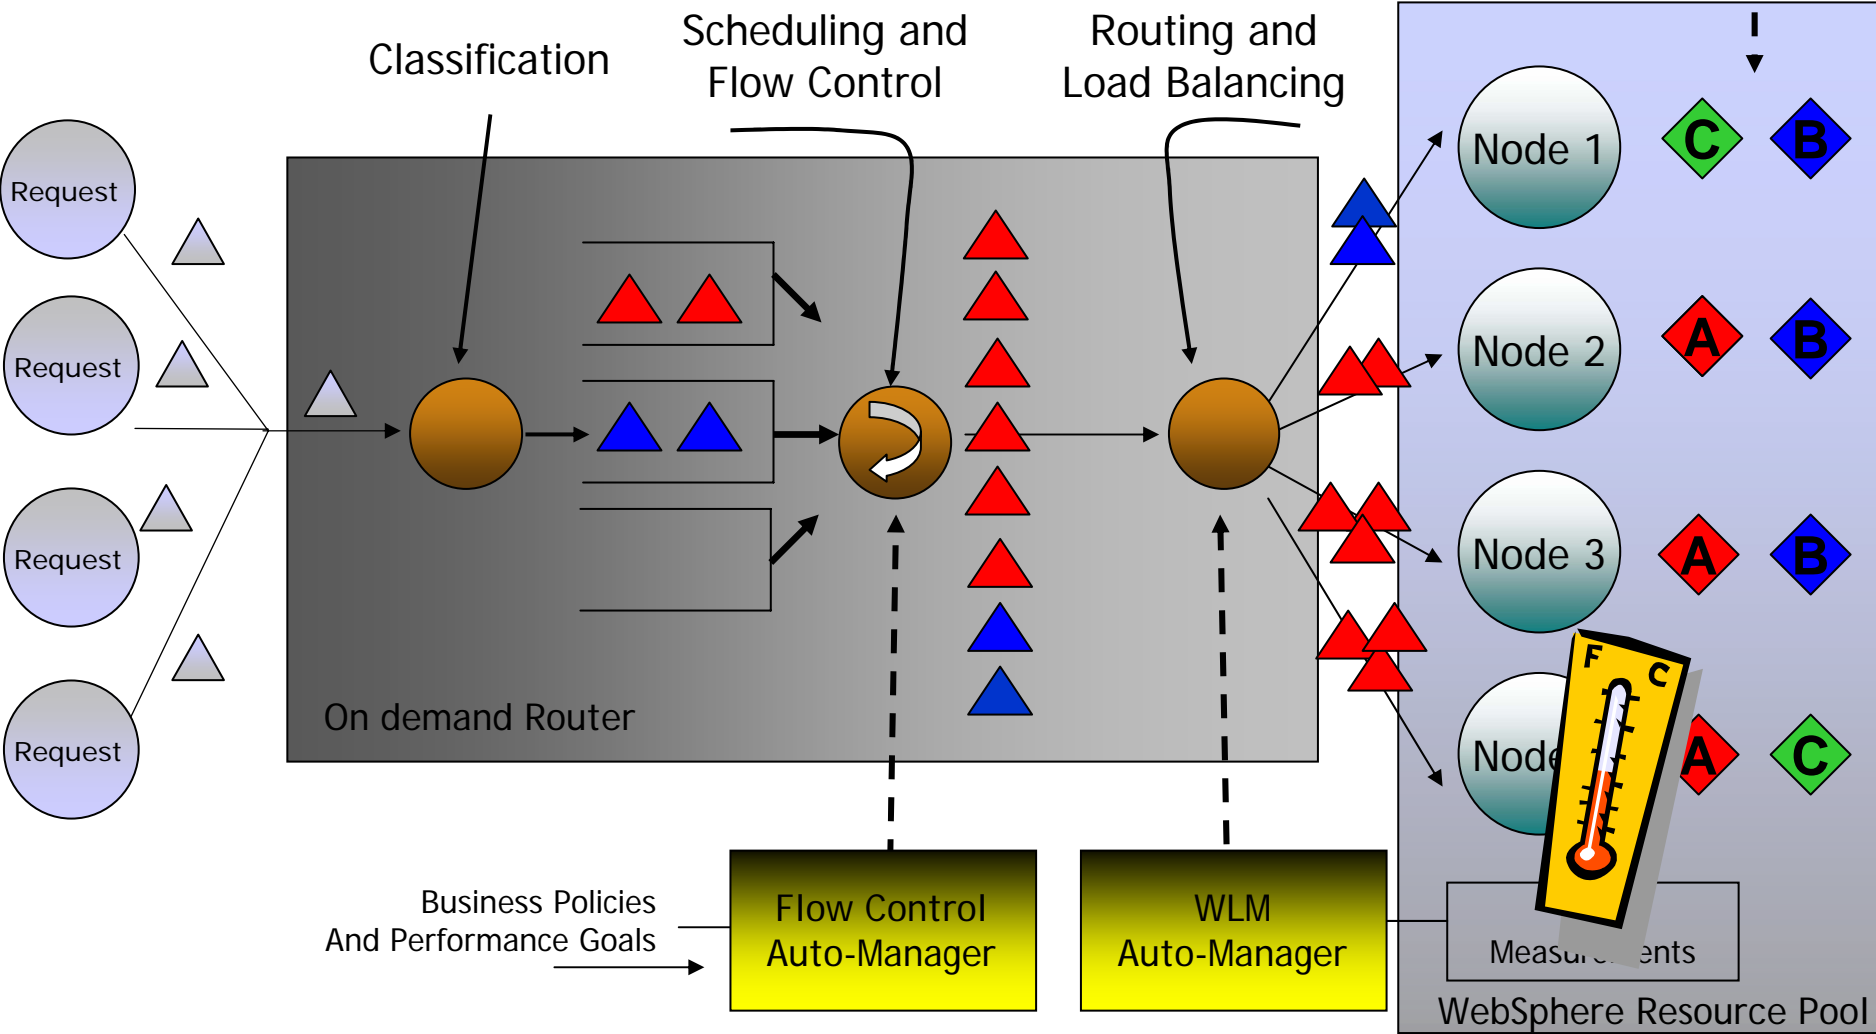 Classification
Scheduling and
Flow Control
Routing and
Load Balancing
Request
Request
Request
Request
On demand Router
Node 1
C
B
Node 2
A
B
Node 3
A
B
F
C
A
C
Business Policies
And Performance Goals
Flow Control
Auto-Manager
WLM
Auto-Manager
WebSphere Resource Pool